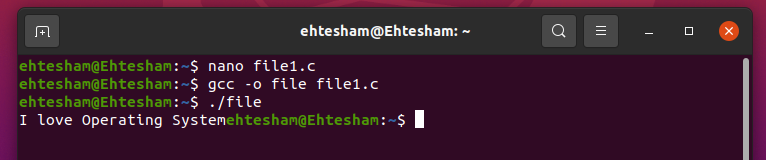 ehtesham@Ehtesham: ~
ehtesham@Ehtesham:~$ nano file1.c
ehtesham@Ehtesham:~$ gcc -o file file1.c
ehtesham@Ehtesham:~$ ./file
I love Operating Systemehtesham@Ehtesham:~$